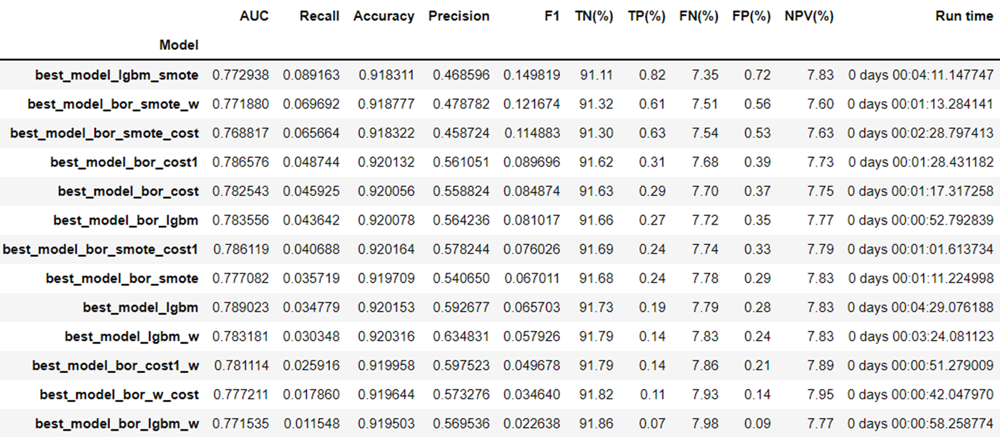 AUC Recall Accuracy Precision F1 TN(%) TP(%) FN(%) FP(%) NPV(%) Run time
Model
best_model_lgbm_smote 0.772938 0.089163 0.918311 0.468596 0.149819 91.11 0.82 7.35 0.72 7.83 0 days 00:04:11.147747
best_model_bor_smote_w 0.771880 0.069692 0.918777 0.478782 0.121674 91.32 0.61 7.51 0.56 7.60 0 days 00:01:13.284141
best_model_bor_smote_cost 0.768817 0.065664 0.918322 0.458724 0.114883 91.30 0.63 7.54 0.53 7.63 0 days 00:02:28.797413
best_model_bor_cost1 0.786576 0.048744 0.920132 0.561051 0.089696 91.62 0.31 7.68 0.39 7.73 0 days 00:01:28.431182
best_model_bor_cost 0.782543 0.045925 0.920056 0.558824 0.084874 91.63 0.29 7.70 0.37 7.75 0 days 00:01:17.317258
best_model_bor_lgbm 0.783556 0.043642 0.920078 0.564236 0.081017 91.66 0.27 7.72 0.35 7.77 0 days 00:00:52.792839
best_model_bor_smote_cost1 0.786119 0.040688 0.920164 0.578244 0.076026 91.69 0.24 7.74 0.33 7.79 0 days 00:01:01.613734
best_model_bor_smote 0.777082 0.035719 0.919709 0.540650 0.067011 91.68 0.24 7.78 0.29 7.83 0 days 00:01:11.224998
best_model_lgbm 0.789023 0.034779 0.920153 0.592677 0.065703 91.73 0.19 7.79 0.28 7.83 0 days 00:04:29.076188
best_model_lgbm_w 0.783181 0.030348 0.920316 0.634831 0.057926 91.79 0.14 7.83 0.24 7.83 0 days 00:03:24.081123
best_model_bor_cost1_w 0.781114 0.025916 0.919958 0.597523 0.049678 91.79 0.14 7.86 0.21 7.89 0 days 00:00:51.279009
best_model_bor_w_cost 0.777211 0.017860 0.919644 0.573276 0.034640 91.82 0.11 7.93 0.14 7.95 0 days 00:00:42.047970
best_model_bor_lgbm_w 0.771535 0.011548 0.919503 0.569536 0.022638 91.86 0.07 7.98 0.09 7.77 0 days 00:00:58.258774